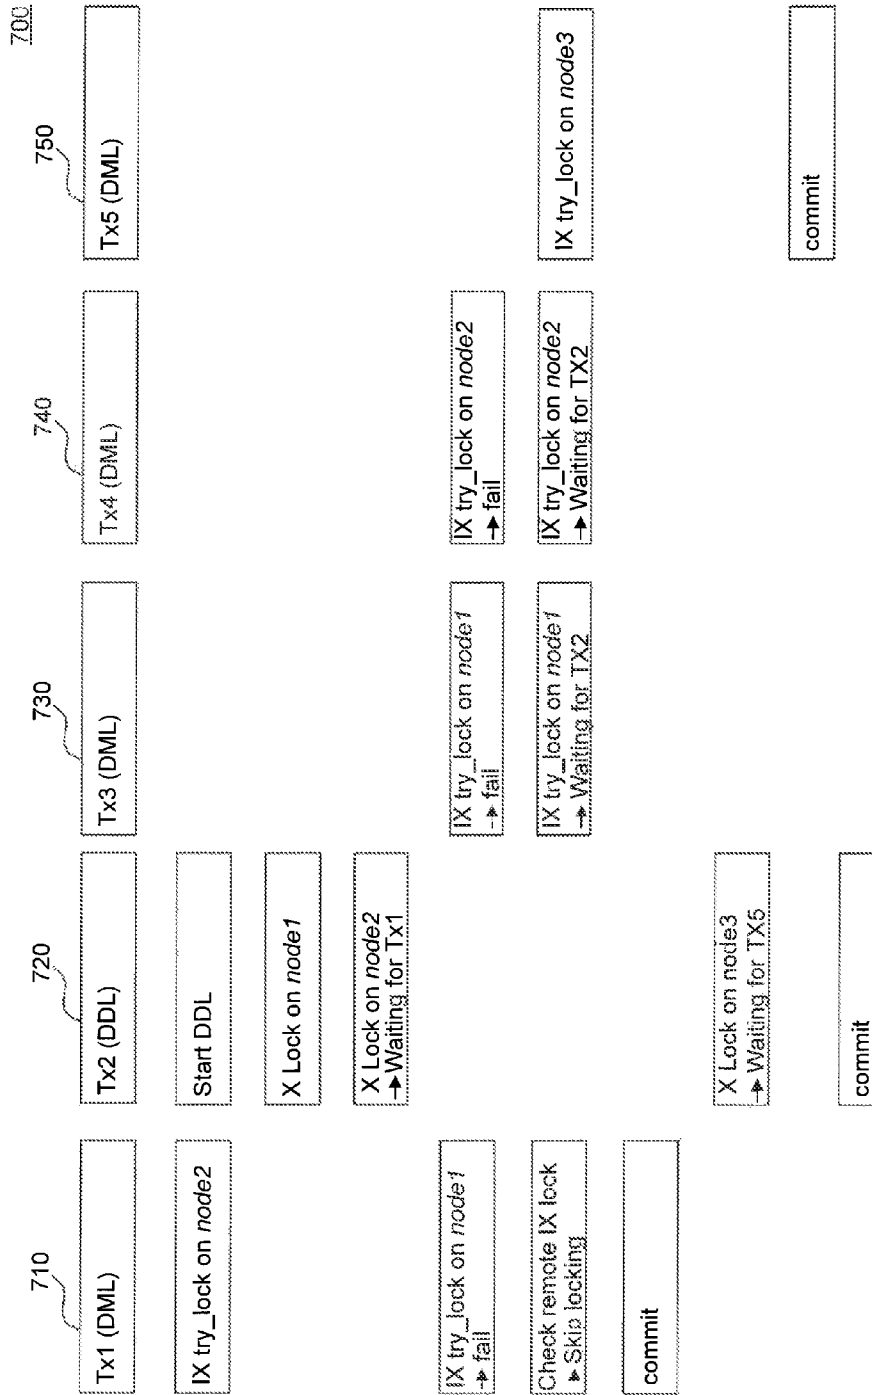 700
710
Tx1 (DML)
IX try_lock on node2
IX try_lock on node1
→ fail
Check remote IX lock
▸ Skip locking
commit
720
Tx2 (DDL)
Start DDL
X Lock on node1
X Lock on node2
→Waiting for Tx1
X Lock on node3
→ Waiting for TX5
commit
730
Tx3 (DML)
IX try_lock on node1
→ fail
IX try_lock on node1
→ Waiting for TX2
740
Tx4 (DML)
IX try_lock on node2
→ fail
IX try_lock on node2
→ Waiting for TX2
750
Tx5 (DML)
IX try_lock on node3
commit